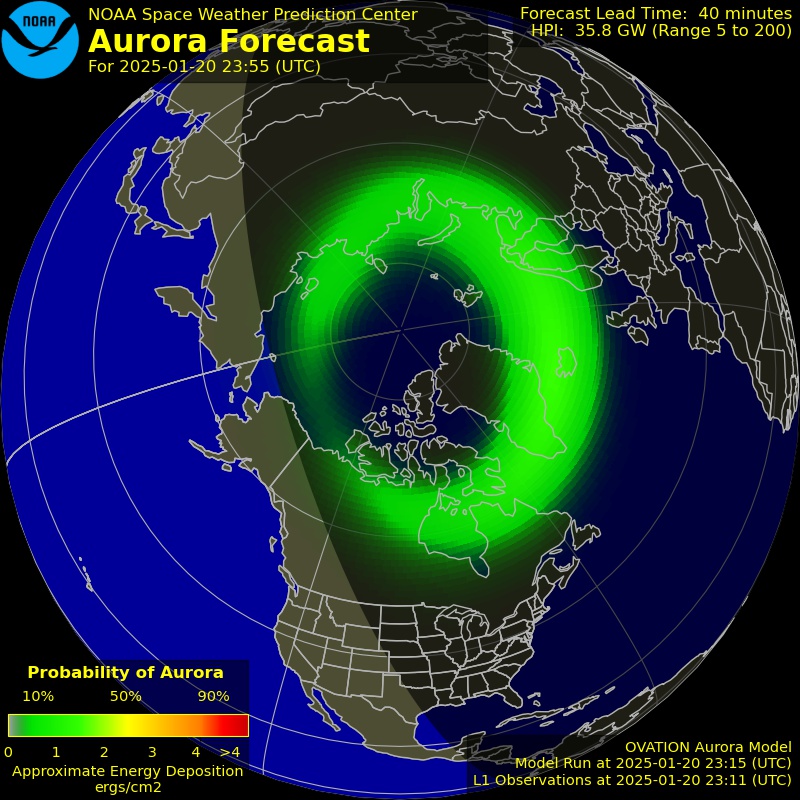 NOAA
NOAA Space Weather Prediction Center
Aurora Forecast
For 2025-01-20 23:55 (UTC)
Forecast Lead Time: 40 minutes
HPI: 35.8 GW (Range 5 to 200)
Probability of Aurora
10% 50% 90%
0 1 2 3 4 >4
Approximate Energy Deposition
ergs/cm2
OVATION Aurora Model
Model Run at 2025-01-20 23:15 (UTC)
L1 Observations at 2025-01-20 23:11 (UTC)